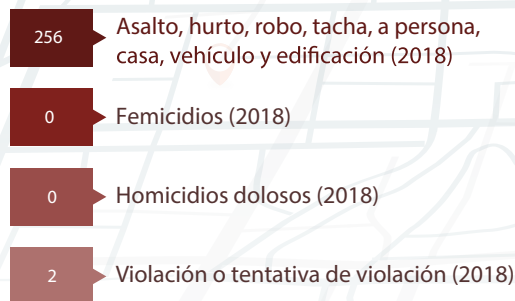 256
Asalto, hurto, robo, tacha, a persona,
casa, vehículo y edificación (2018)
0
Femicidios (2018)
0
Homicidios dolosos (2018)
2
Violación o tentativa de violación (2018)